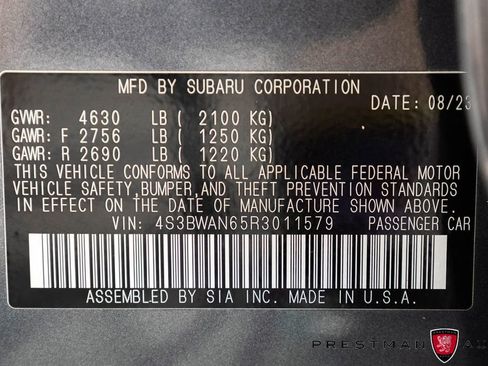 MFD BY SUBARU CORPORATION
DATE: 08/23
GVWR: 4630 LB ( 2100 KG)
GAWR: F 2756 LB ( 1250 KG)
GAWR: R 2690 LB ( 1220 KG)
THIS VEHICLE CONFORMS TO ALL APPLICABLE FEDERAL MOTOR
VEHICLE SAFETY,BUMPER,AND THEFT PREVENTION STANDARDS
IN EFFECT ON THE DATE OF MANUFACTURE SHOWN ABOVE.
VIN: 4S3BWAN65R3011579 PASSENGER CAR
ASSEMBLED BY SIA INC. MADE IN U.S.A.
PRESTMAN AU